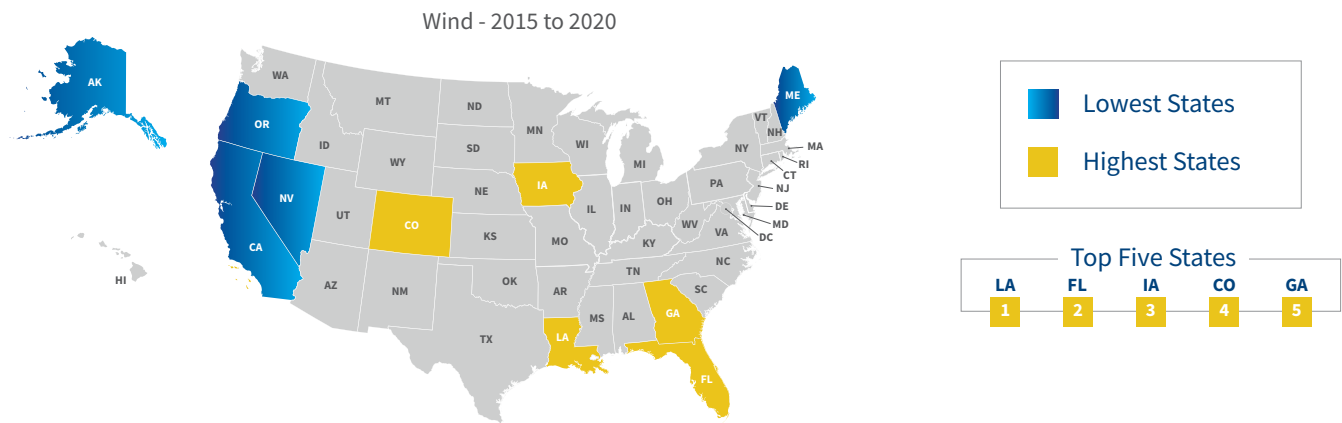 Wind - 2015 to 2020
AK
WA
OR
CA
NV
ID
MT
WY
UT
CO
AZ
NM
ND
SD
NE
KS
OK
TX
MN
IA
MO
AR
LA
WI
IL
MI
IN
OH
KY
TN
MS
AL
GA
FL
SC
NC
VA
WV
PA
NY
VT
NH
ME
MA
RI
CT
NJ
DE
MD
DC
HI
Lowest States
Highest States
Top Five States
LA FL IA CO GA
1 2 3 4 5